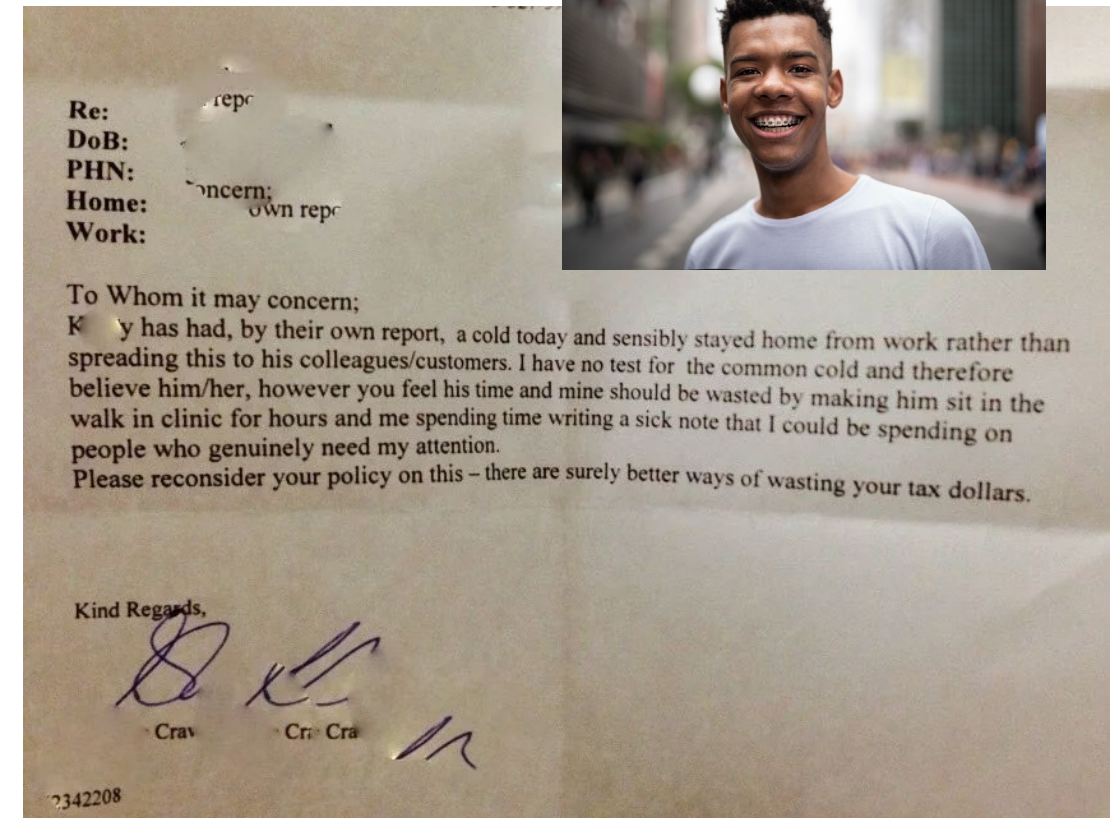 Re:
DoB:
PHN:
Home:
Work:
To Whom it may concern;
has had, by their own report, a cold today and sensibly stayed home from work rather than
spreading this to his colleagues/customers. I have no test for the common cold and therefore
believe him/her, however you feel his time and mine should be wasted by making him sit in the
walk in clinic for hours and me spending time writing a sick note that I could be spending on
people who genuinely need my attention.
Please reconsider your policy on this – there are surely better ways of wasting your tax dollars.
Kind Regards,
2342208